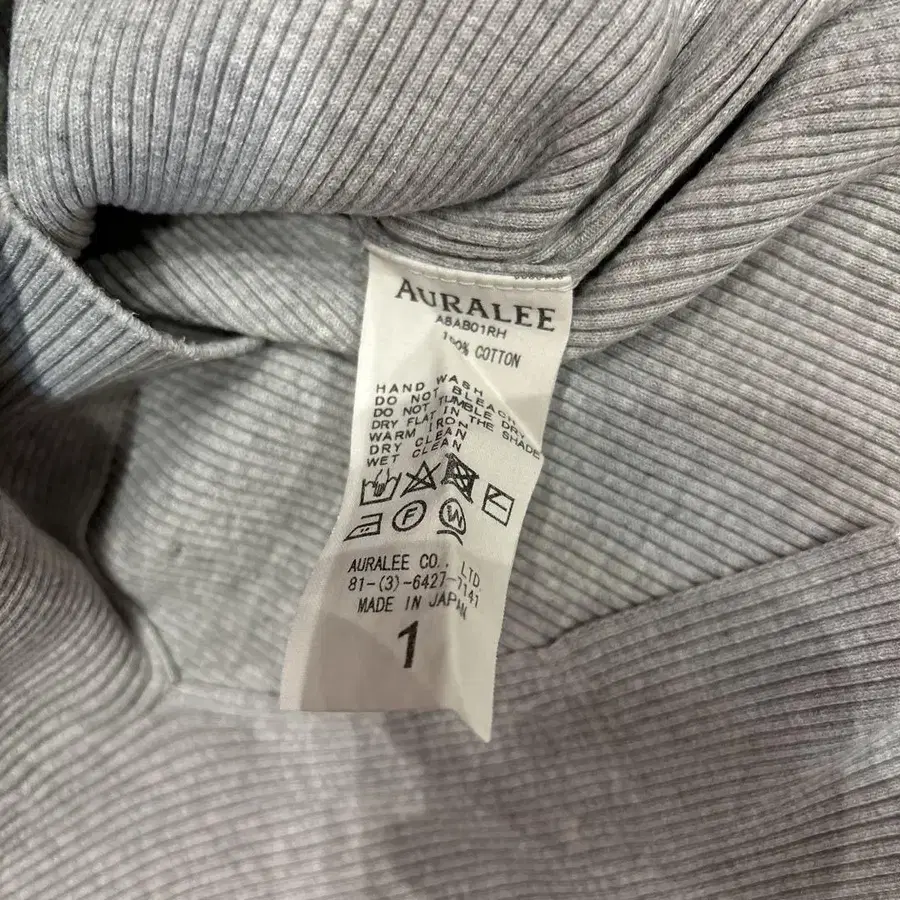 AURALEE
A8AB01RH
100% COTTON
HAND WASH
DO NOT BLEACH
DO NOT TUMBLE DRY
DRY FLAT IN THE SHADE
WARM IRON
DRY CLEAN
WET CLEAN
F W
AURALEE CO., LTD.
81-(3)-6427-7141
MADE IN JAPAN
1